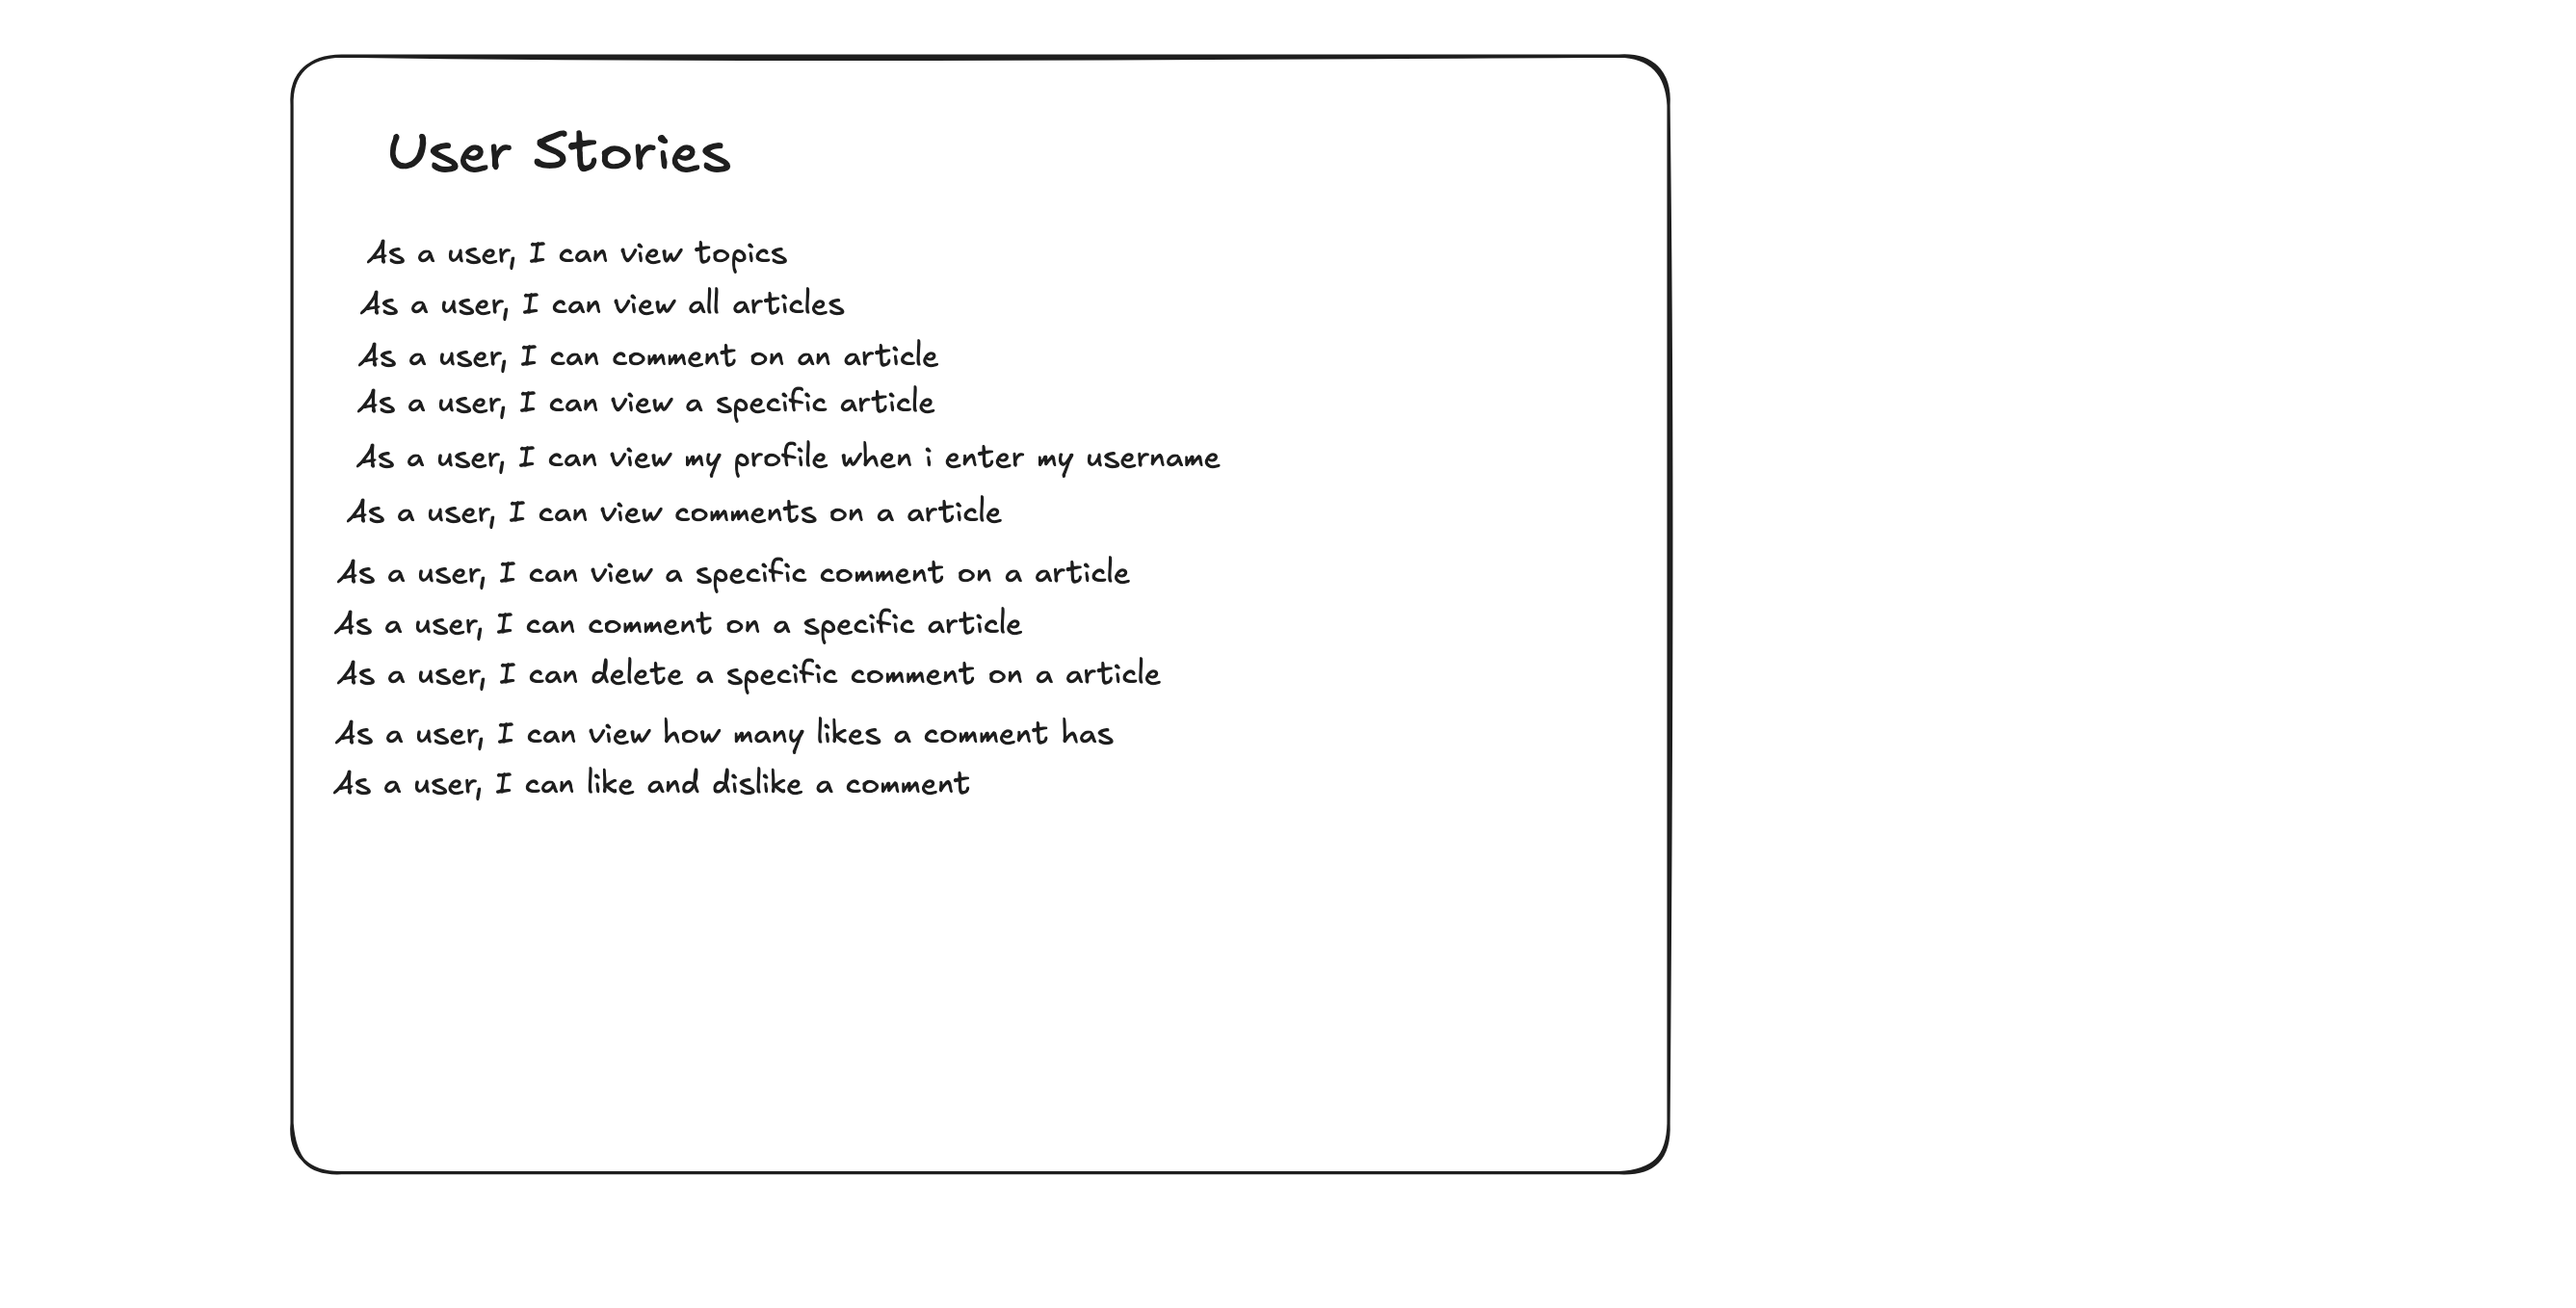 User Stories
As a user, I can view topics
As a user, I can view all articles
As a user, I can comment on an article
As a user, I can view a specific article
As a user, I can view my profile when i enter my username
As a user, I can view comments on a article
As a user, I can view a specific comment on a article
As a user, I can comment on a specific article
As a user, I can delete a specific comment on a article
As a user, I can view how many likes a comment has
As a user, I can like and dislike a comment